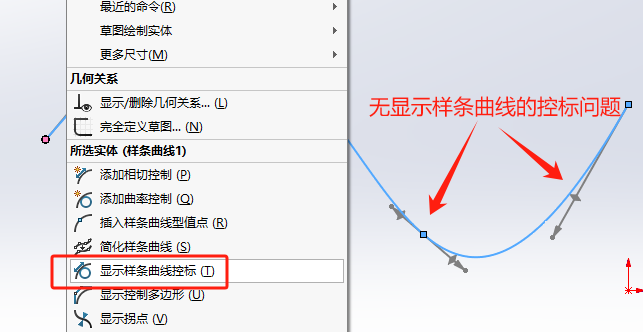 最近的命令(R)
草图绘制实体
更多尺寸(M)
几何关系
显示/删除几何关系... (L)
完全定义草图... (N)
所选实体 (样条曲线1)
添加相切控制 (P)
添加曲率控制 (Q)
插入样条曲线型值点 (R)
简化样条曲线 (S)
显示样条曲线控标 (T)
显示控制多边形 (U)
显示拐点 (V)
无显示样条曲线的控标问题